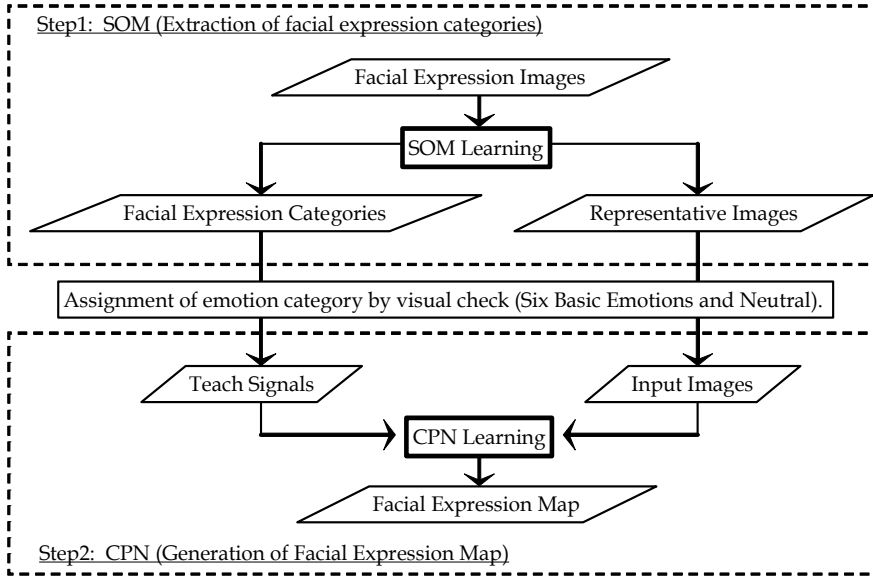 Step1: SOM (Extraction of facial expression categories)
Facial Expression Images
SOM Learning
Facial Expression Categories
Representative Images
Assignment of emotion category by visual check (Six Basic Emotions and Neutral).
Teach Signals
Input Images
CPN Learning
Facial Expression Map
Step2: CPN (Generation of Facial Expression Map)